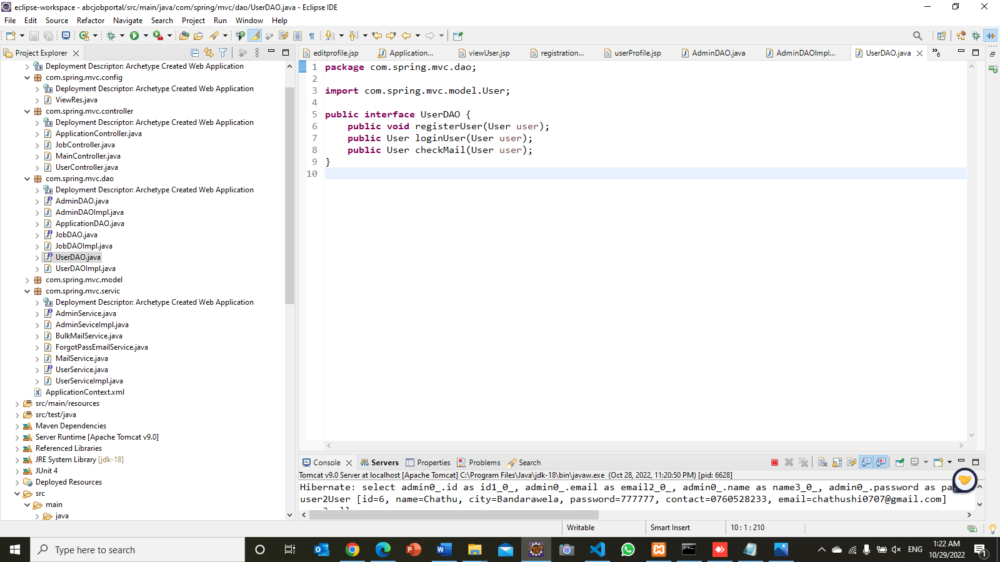 eclipse-workspace - abcjobportal/src/main/java/com/spring/mvc/dao/UserDAO.java - Eclipse IDE
File Edit Source Refactor Navigate Search Project Run Window Help
Project Explorer
Deployment Descriptor: Archetype Created Web Application
com.spring.mvc.config
Deployment Descriptor: Archetype Created Web Application
ViewRes.java
com.spring.mvc.controller
Deployment Descriptor: Archetype Created Web Application
ApplicationController.java
JobController.java
MainController.java
UserController.java
com.spring.mvc.dao
Deployment Descriptor: Archetype Created Web Application
AdminDAO.java
AdminDAOImpl.java
ApplicationDAO.java
JobDAO.java
JobDAOImpl.java
UserDAO.java
UserDAOImpl.java
com.spring.mvc.model
com.spring.mvc.servic
Deployment Descriptor: Archetype Created Web Application
AdminService.java
AdminSeviceImpl.java
BulkMailService.java
ForgotPassEmailService.java
MailService.java
UserService.java
UserServiceImpl.java
ApplicationContext.xml
src/main/resources
src/test/java
Maven Dependencies
Server Runtime [Apache Tomcat v9.0]
Referenced Libraries
JRE System Library [jdk-18]
JUnit 4
Deployed Resources
src
main
java
editprofile.jsp Application... viewUser.jsp registration... userProfile.jsp AdminDAO.java AdminDAOImpl... UserDAO.java »6
1 package com.spring.mvc.dao;
2
3 import com.spring.mvc.model.User;
4
5 public interface UserDAO {
6 public void registerUser(User user);
7 public User loginUser(User user);
8 public User checkMail(User user);
9 }
10
Console Servers Properties Problems Search
Tomcat v9.0 Server at localhost [Apache Tomcat] C:\Program Files\Java\jdk-18\bin\javaw.exe (Oct 28, 2022, 11:20:50 PM) [pid: 6628]
Hibernate: select admin0_.id as id1_0_, admin0_.email as email2_0_, admin0_.name as name3_0_, admin0_.password as pa
user2User [id=6, name=Chathu, city=Bandarawela, password=777777, contact=0760528233, email=chathushi0707@gmail.com]
Writable Smart Insert 10 : 1 : 210
Type here to search
ENG
1:22 AM
10/29/2022
1